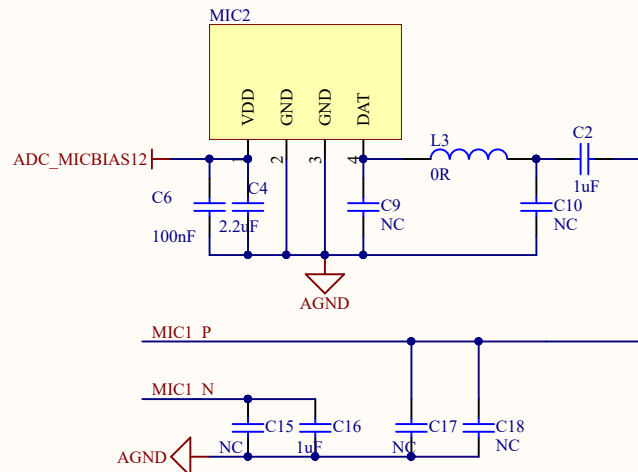 MIC2
VDD
GND
GND
DAT
1
2
3
4
ADC_MICBIAS12
L3
0R
C2
1uF
C6
100nF
C4
2.2uF
C9
NC
C10
NC
AGND
MIC1_P
MIC1_N
C15
NC
C16
1uF
C17
NC
C18
NC
AGND